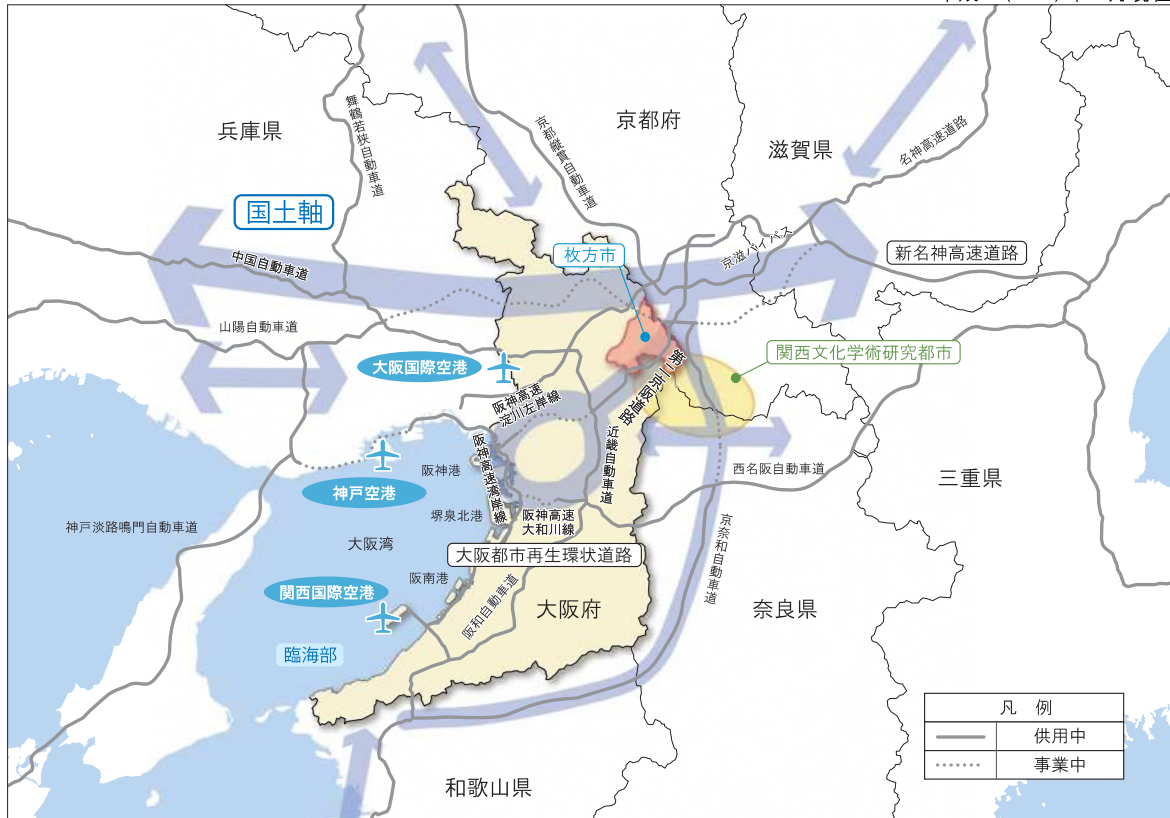 兵庫県
京都府
滋賀県
舞鶴若狭自動車道
京都縦貫自動車道
名神高速道路
国土軸
枚方市
京滋バイパス
新名神高速道路
中国自動車道
山陽自動車道
関西文化学術研究都市
大阪国際空港
第二京阪道路
阪神高速
淀川左岸線
近畿自動車道
阪神高速湾岸線
阪神港
西名阪自動車道
三重県
神戸空港
堺泉北港
阪神高速
大和川線
神戸淡路鳴門自動車道
大阪湾
大阪都市再生環状道路
京奈和自動車道
阪南港
関西国際空港
阪和自動車道
大阪府
奈良県
臨海部
和歌山県
凡 例
供用中
事業中